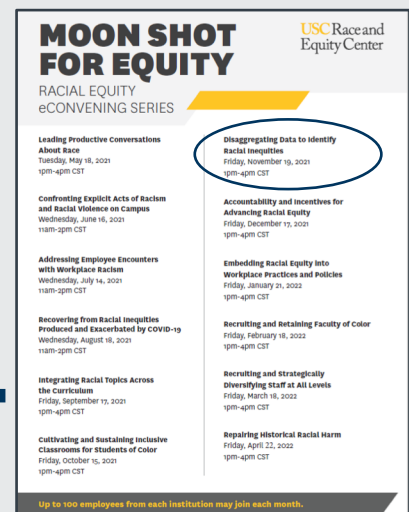 MOON SHOT
FOR EQUITY
RACIAL EQUITY
eCONVENING SERIES
USC Race and
Equity Center
Leading Productive Conversations
About Race
Tuesday, May 18, 2021
1pm-4pm CST
Confronting Explicit Acts of Racism
and Racial Violence on Campus
Wednesday, June 16, 2021
11am-2pm CST
Addressing Employee Encounters
with Workplace Racism
Wednesday, July 14, 2021
11am-2pm CST
Recovering from Racial Inequities
Produced and Exacerbated by COVID-19
Wednesday, August 18, 2021
11am-2pm CST
Integrating Racial Topics Across
the Curriculum
Friday, September 17, 2021
1pm-4pm CST
Cultivating and Sustaining Inclusive
Classrooms for Students of Color
Friday, October 15, 2021
1pm-4pm CST
Disaggregating Data to Identify
Racial Inequities
Friday, November 19, 2021
1pm-4pm CST
Accountability and Incentives for
Advancing Racial Equity
Friday, December 17, 2021
1pm-4pm CST
Embedding Racial Equity into
Workplace Practices and Policies
Friday, January 21, 2022
1pm-4pm CST
Recruiting and Retaining Faculty of Color
Friday, February 18, 2022
1pm-4pm CST
Recruiting and Strategically
Diversifying Staff at All Levels
Friday, March 18, 2022
1pm-4pm CST
Repairing Historical Racial Harm
Friday, April 22, 2022
1pm-4pm CST
Up to 100 employees from each institution may join each month.